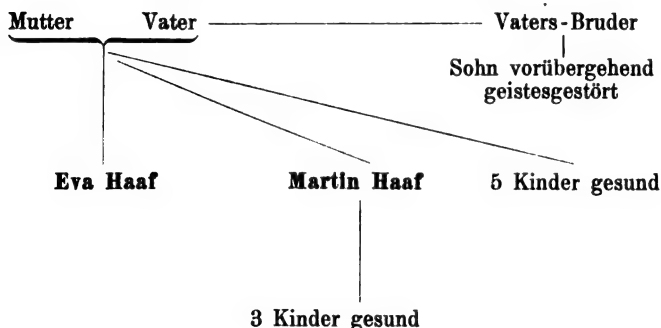 Mutter Vater Vaters-Bruder
Sohn vorübergehend
geistesgestört
Eva Haaf Martin Haaf 5 Kinder gesund
3 Kinder gesund